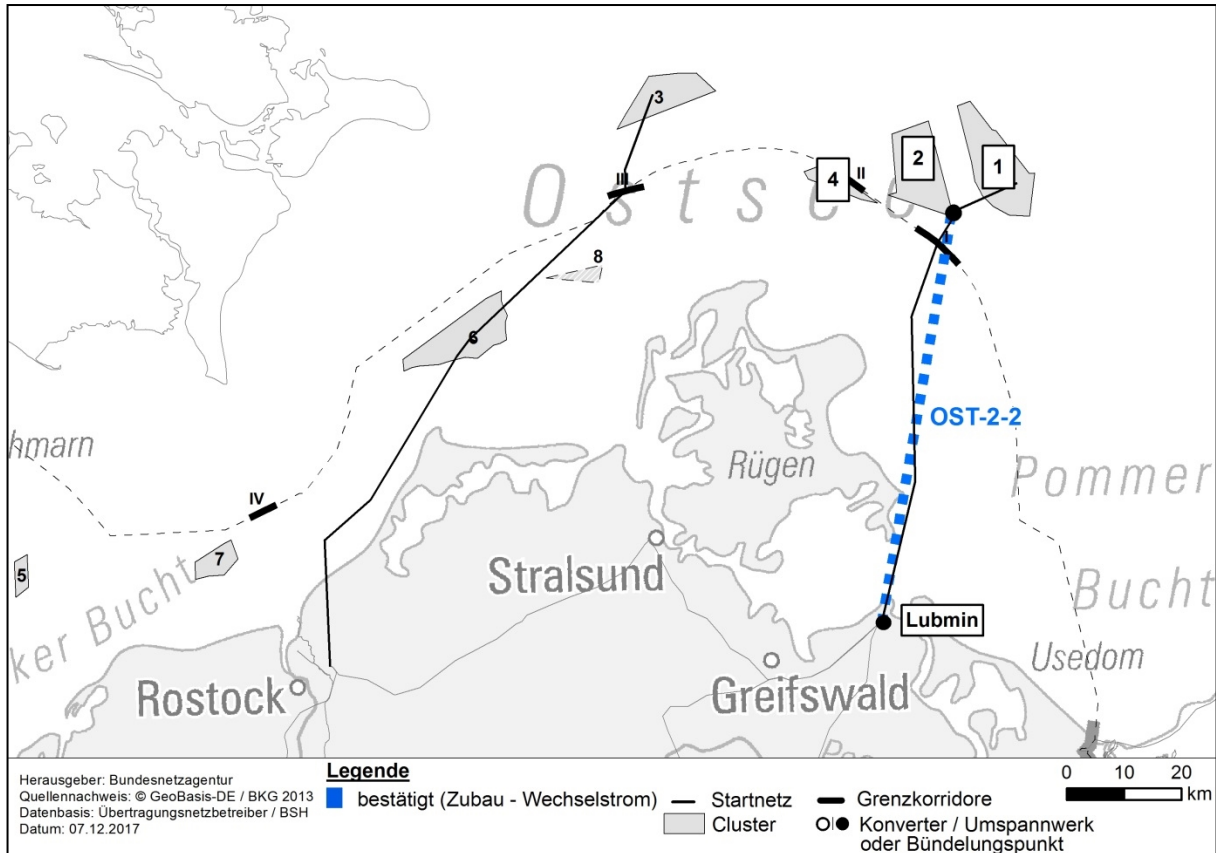 3
III
Ostsee
8
6
4
II
2
1
I
OST-2-2
hmarn
Rügen
Pommer
IV
7
5
ker Bucht
Stralsund
Bucht
Lubmin
Usedom
Rostock
Greifswald
Herausgeber: Bundesnetzagentur
Quellennachweis: © GeoBasis-DE / BKG 2013
Datenbasis: Übertragungsnetzbetreiber / BSH
Datum: 07.12.2017
Legende
bestätigt (Zubau - Wechselstrom)
Startnetz
Cluster
Grenzkorridore
Konverter / Umspannwerk
oder Bündelungspunkt
0 10 20
km